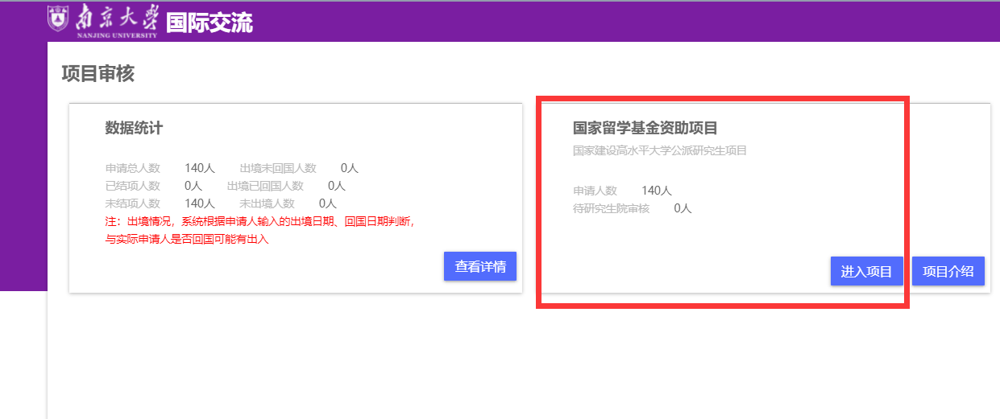 南京大学 国际交流
NANJING UNIVERSITY
项目审核
数据统计
申请总人数 140人 出境未回国人数 0人
已结项人数 0人 出境已回国人数 0人
未结项人数 140人 未出境人数 0人
注：出境情况，系统根据申请人输入的出境日期、回国日期判断，
与实际申请人是否回国可能有出入
查看详情
国家留学基金资助项目
国家建设高水平大学公派研究生项目
申请人数 140人
待研究生院审核 0人
进入项目 项目介绍